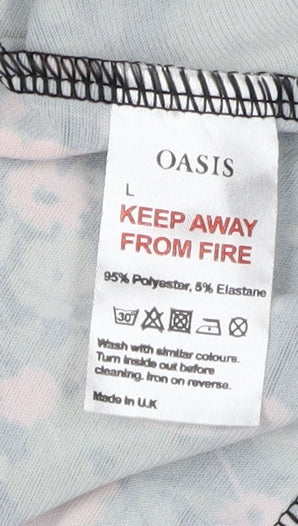 OASIS
L
KEEP AWAY
FROM FIRE
95% Polyester, 5% Elastane
30°
Wash with similar colours.
Turn inside out before
cleaning. Iron on reverse.
Made in U.K